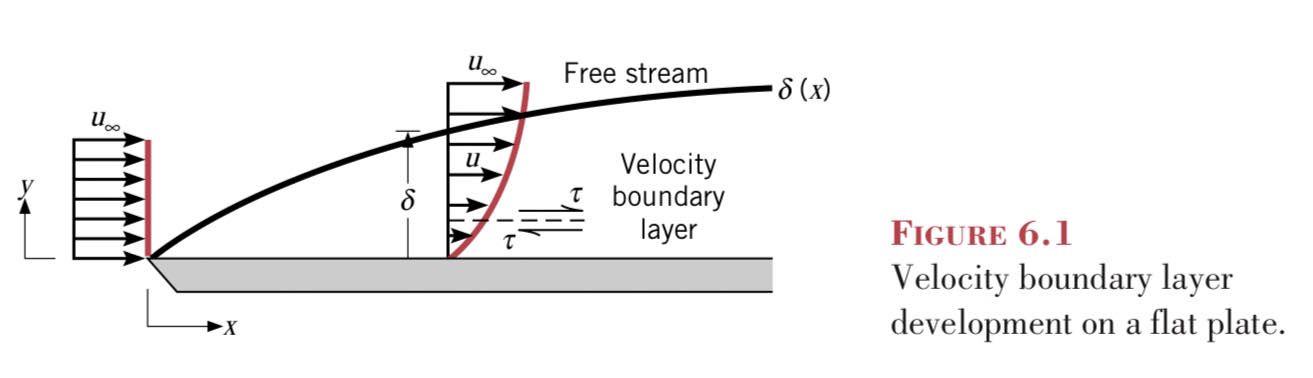 u∞
y
x
u∞
Free stream
δ (x)
δ
u
τ
τ
Velocity
boundary
layer
FIGURE 6.1
Velocity boundary layer
development on a flat plate.